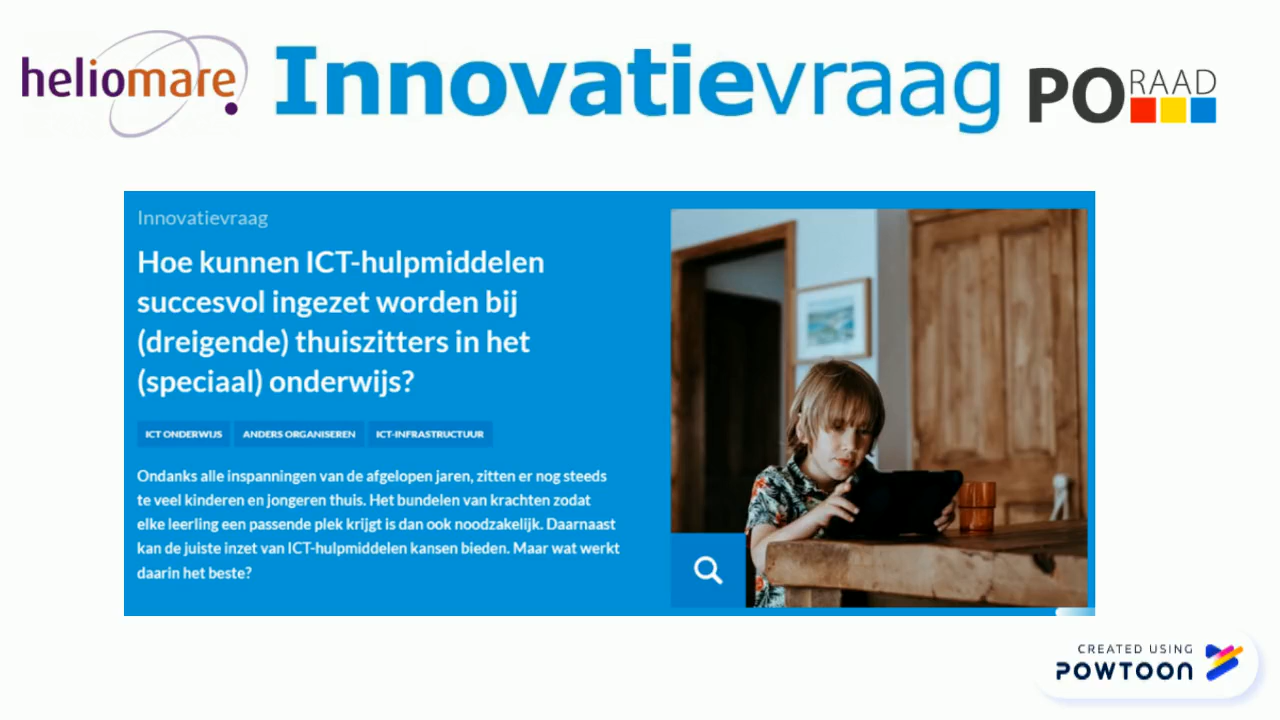 heliomare
Innovatievraag
PO RAAD
Innovatievraag
Hoe kunnen ICT-hulpmiddelen
succesvol ingezet worden bij
(dreigende) thuiszitters in het
(speciaal) onderwijs?
ICT ONDERWIJS ANDERS ORGANISEREN ICT-INFRASTRUCTUUR
Ondanks alle inspanningen van de afgelopen jaren, zitten er nog steeds
te veel kinderen en jongeren thuis. Het bundelen van krachten zodat
elke leerling een passende plek krijgt is dan ook noodzakelijk. Daarnaast
kan de juiste inzet van ICT-hulpmiddelen kansen bieden. Maar wat werkt
daarin het beste?
CREATED USING
POWTOON